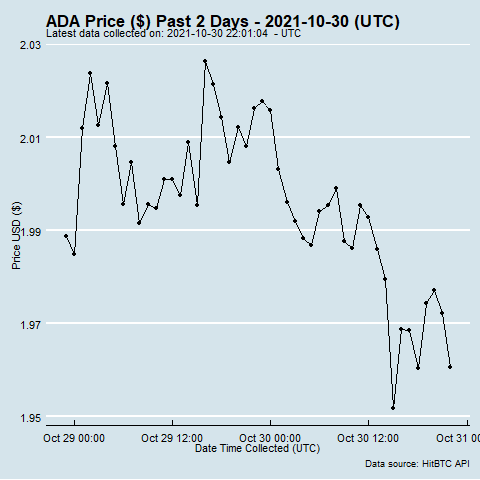 ADA Price ($) Past 2 Days - 2021-10-30 (UTC)
Latest data collected on: 2021-10-30 22:01:04 - UTC
2.03
2.01
1.99
1.97
1.95
Price USD ($)
Oct 29 00:00 Oct 29 12:00 Oct 30 00:00 Oct 30 12:00 Oct 31 0
Date Time Collected (UTC)
Data source: HitBTC API